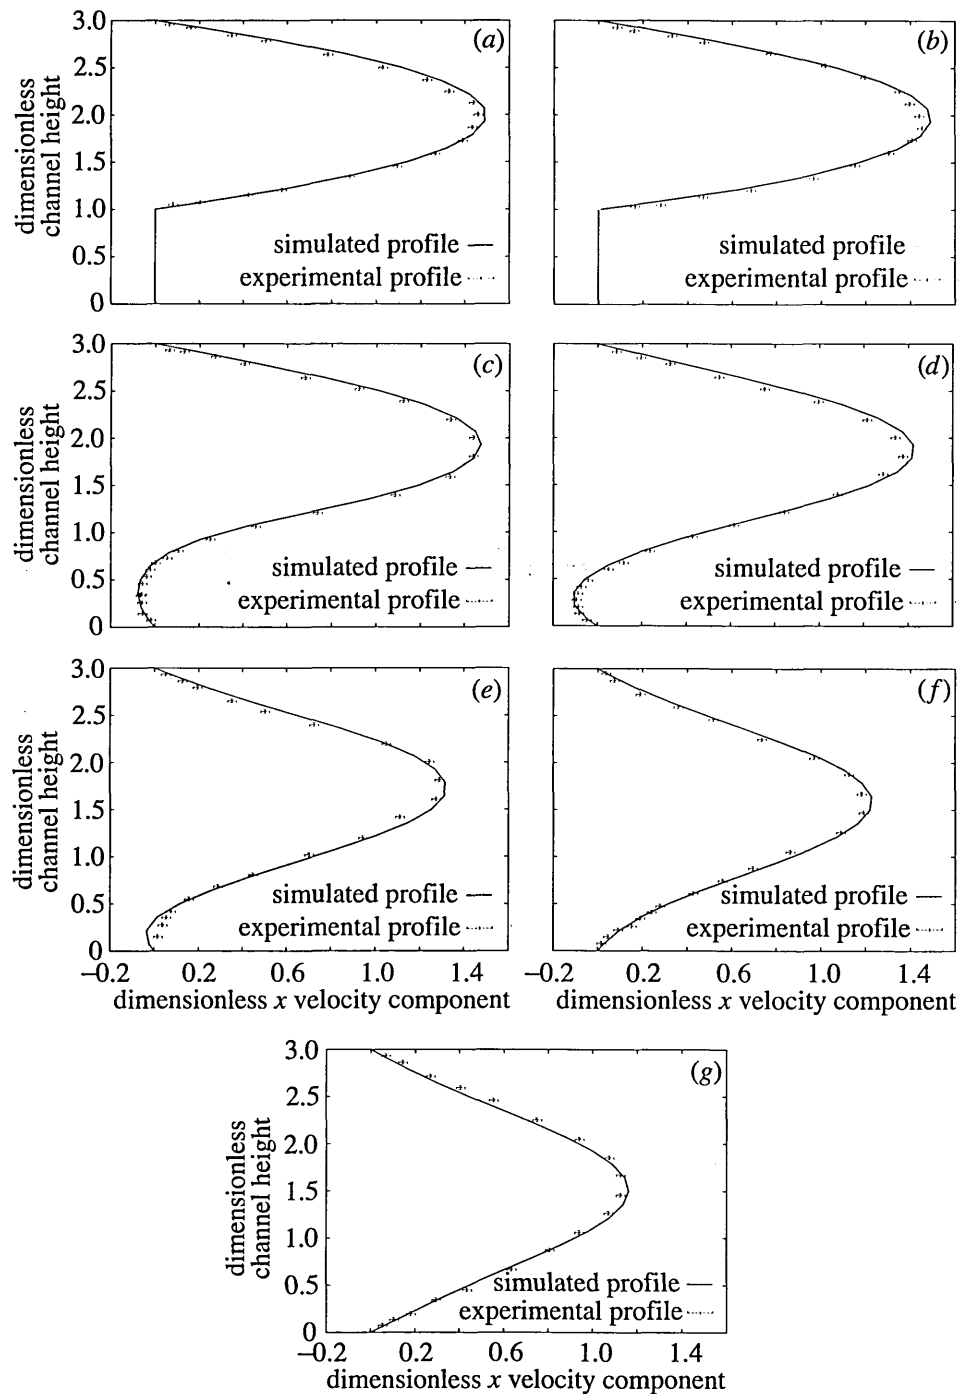 3.0
2.5
2.0
1.5
1.0
0.5
0
dimensionless
channel height
(a)
simulated profile
experimental profile
(b)
simulated profile
experimental profile
3.0
2.5
2.0
1.5
1.0
0.5
0
dimensionless
channel height
(c)
simulated profile
experimental profile
(d)
simulated profile
experimental profile
3.0
2.5
2.0
1.5
1.0
0.5
0
dimensionless
channel height
(e)
simulated profile
experimental profile
−0.2 0.2 0.6 1.0 1.4
dimensionless x velocity component
(f)
simulated profile
experimental profile
−0.2 0.2 0.6 1.0 1.4
dimensionless x velocity component
3.0
2.5
2.0
1.5
1.0
0.5
0
dimensionless
channel height
(g)
simulated profile
experimental profile
−0.2 0.2 0.6 1.0 1.4
dimensionless x velocity component